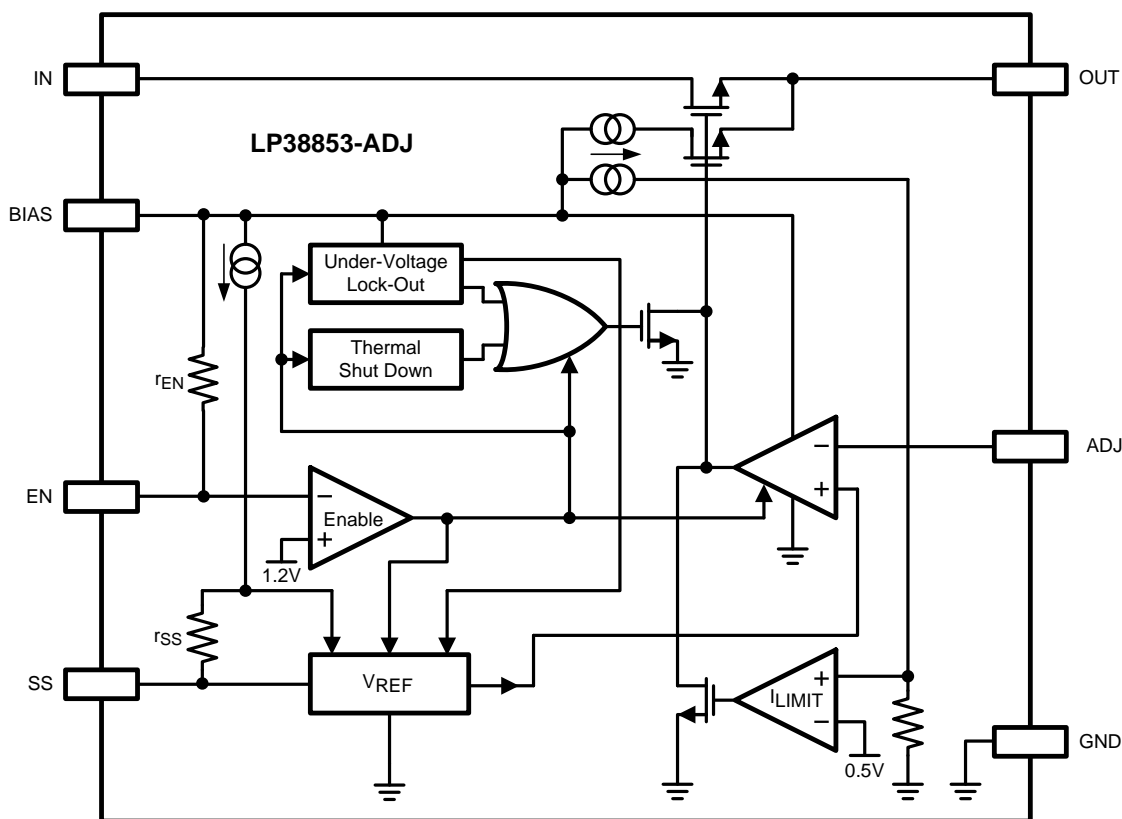 IN
OUT
LP38853-ADJ
BIAS
Under-Voltage
Lock-Out
Thermal
Shut Down
rEN
ADJ
−
+
EN
−
Enable
+
1.2V
rSS
SS
VREF
+
ILIMIT
−
0.5V
GND